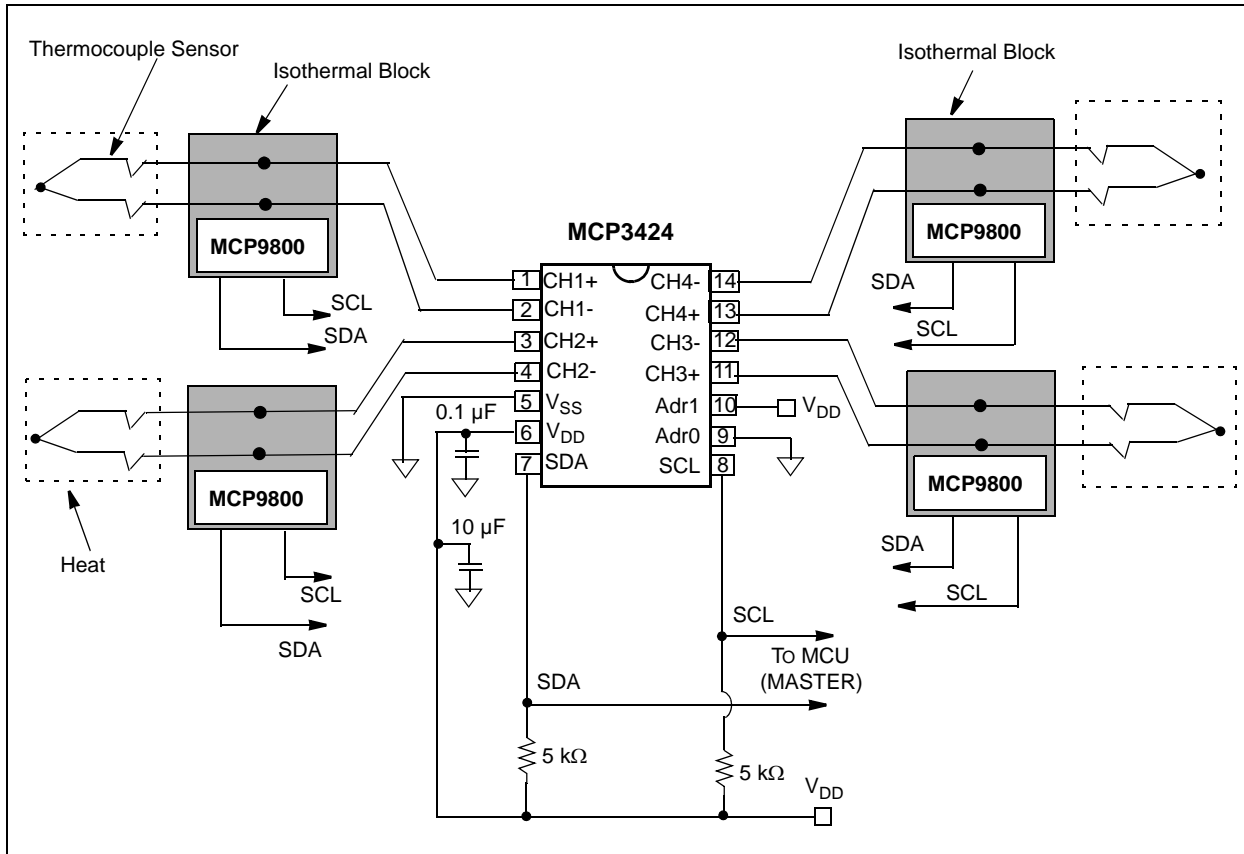 Thermocouple Sensor
Isothermal Block
Isothermal Block
MCP9800
MCP9800
SCL
SDA
SDA
SCL
MCP3424
1 CH1+ CH4- 14
2 CH1- CH4+ 13
3 CH2+ CH3- 12
4 CH2- CH3+ 11
5 VSS Adr1 10
6 VDD Adr0 9
7 SDA SCL 8
VDD
0.1 µF
10 µF
MCP9800
MCP9800
Heat
SCL
SDA
SDA
SCL
SCL
TO MCU
(MASTER)
SDA
5 kΩ
5 kΩ
VDD